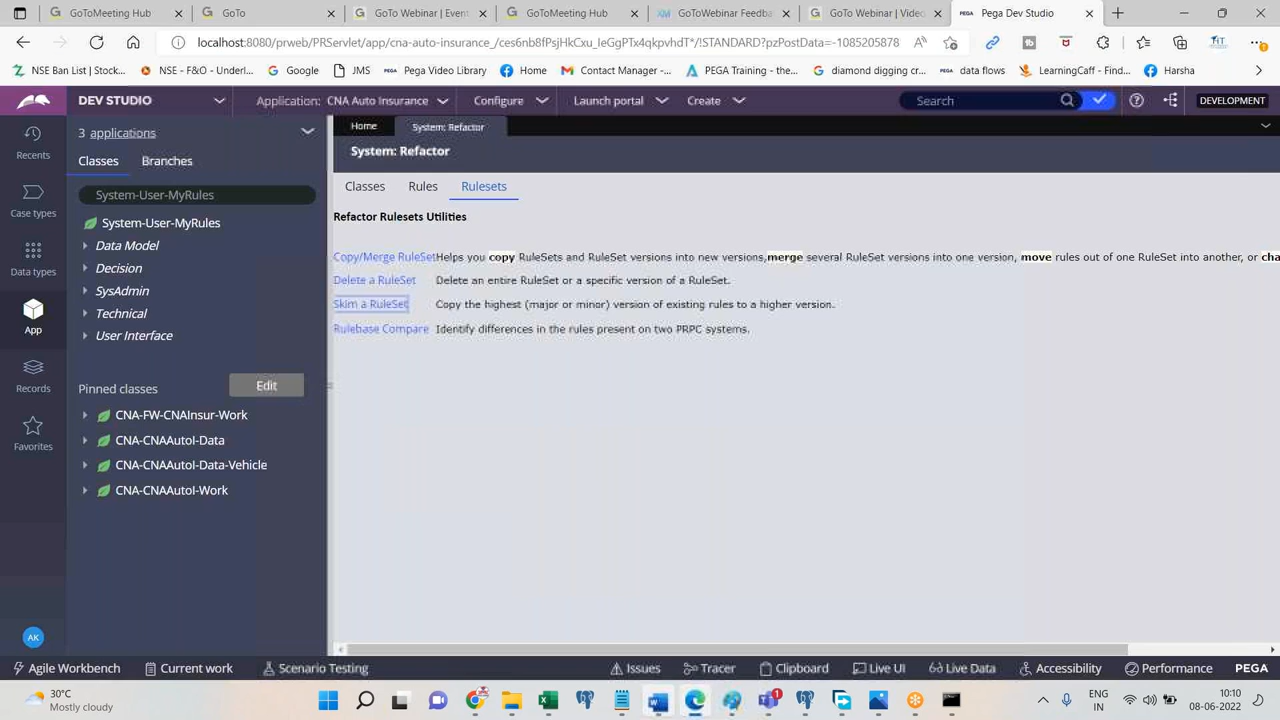 GoToMeeting Hub
GoTo
GoTo Webinar | Event
GoToMeeting Hub
GoToWebinar Feedba
GoTo Webinar | Video
Pega Dev Studio
localhost:8080/prweb/PRServlet/app/cna-auto-insurance_/ces6nb8fPsjHkCxu_IeGgPTx4qkpvhdT*/!STANDARD?pzPostData=-1085205878
NSE Ban List | Stock...
NSE - F&O - Underl...
Google
JMS
Pega Video Library
Home
Contact Manager -...
PEGA Training - the...
diamond digging cr...
data flows
LearningCaff - Find...
Harsha
DEV STUDIO
Application: CNA Auto Insurance
Configure
Launch portal
Create
Search
DEVELOPMENT
Recents
Case types
Data types
App
Records
Favorites
AK
3 applications
Classes
Branches
System-User-MyRules
System-User-MyRules
Data Model
Decision
SysAdmin
Technical
User Interface
Pinned classes
Edit
CNA-FW-CNAInsur-Work
CNA-CNAAutoI-Data
CNA-CNAAutoI-Data-Vehicle
CNA-CNAAutoI-Work
Home
System: Refactor
System: Refactor
Classes
Rules
Rulesets
Refactor Rulesets Utilities
Copy/Merge RuleSet Helps you copy RuleSets and RuleSet versions into new versions,merge several RuleSet versions into one version, move rules out of one RuleSet into another, or cha
Delete a RuleSet Delete an entire RuleSet or a specific version of a RuleSet.
Skim a RuleSet Copy the highest (major or minor) version of existing rules to a higher version.
Rulebase Compare Identify differences in the rules present on two PRPC systems.
Agile Workbench
Current work
Scenario Testing
Issues
Tracer
Clipboard
Live UI
Live Data
Accessibility
Performance
PEGA
30°C
Mostly cloudy
ENG
IN
10:10
08-06-2022